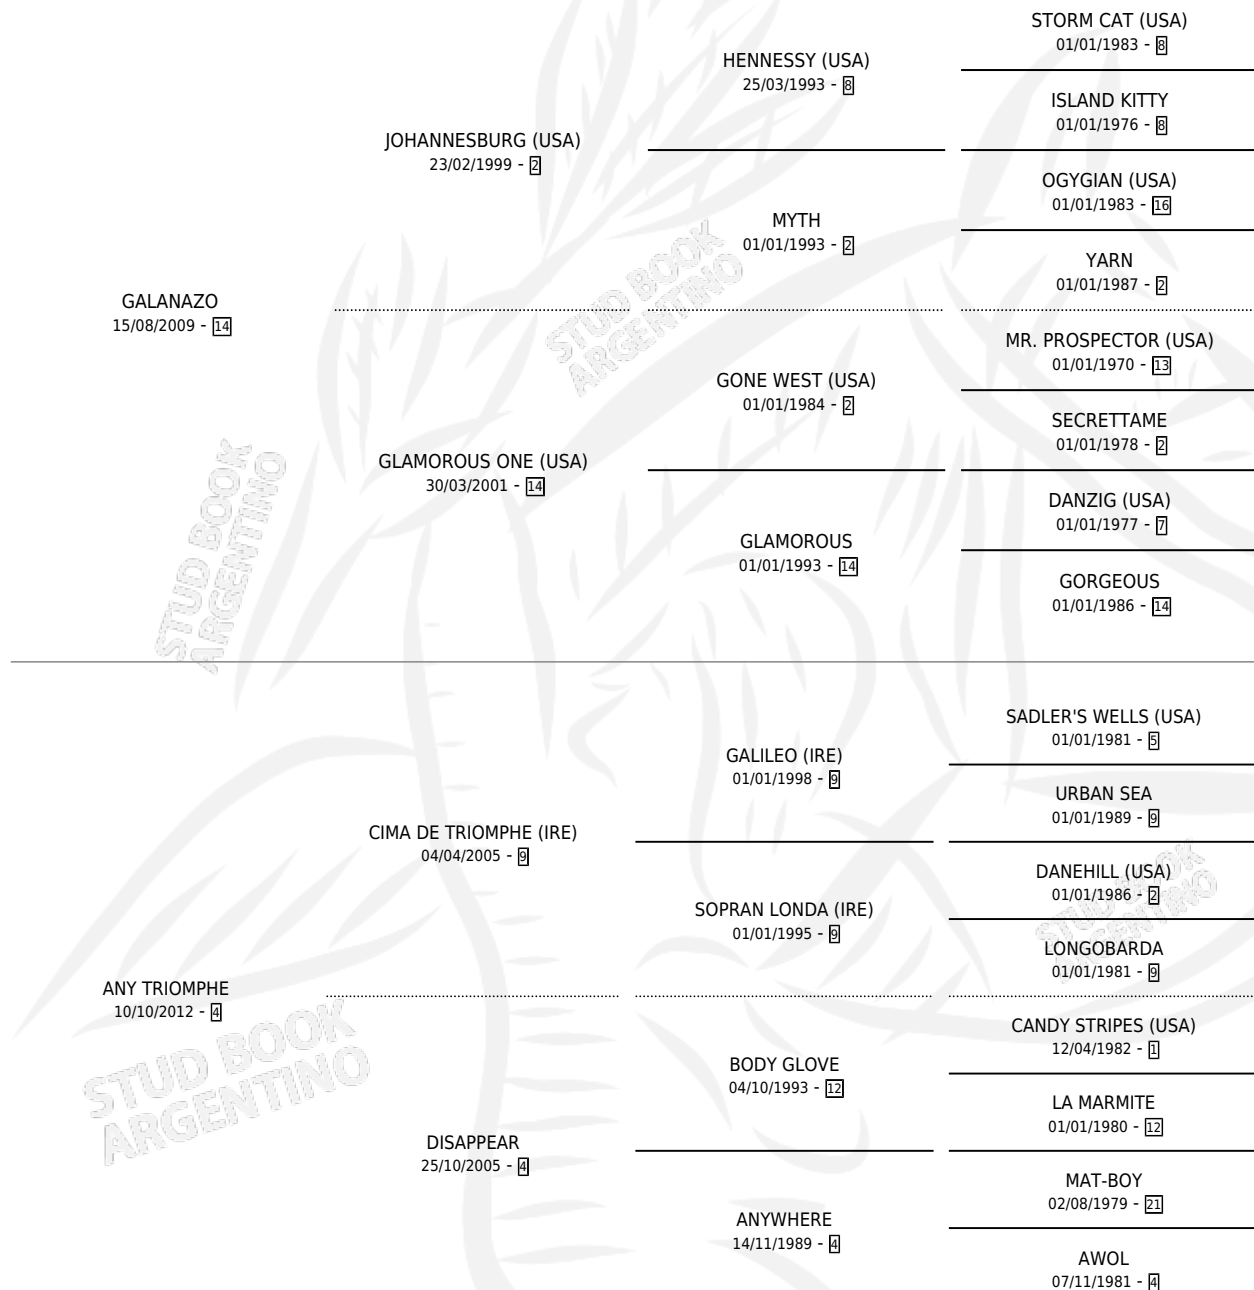 STORM CAT (USA)
01/01/1983 - 8
HENNESSY (USA)
25/03/1993 - 8
ISLAND KITTY
01/01/1976 - 8
JOHANNESBURG (USA)
23/02/1999 - 2
OGYGIAN (USA)
01/01/1983 - 16
MYTH
01/01/1993 - 2
YARN
01/01/1987 - 2
GALANAZO
15/08/2009 - 14
MR. PROSPECTOR (USA)
01/01/1970 - 13
GONE WEST (USA)
01/01/1984 - 2
SECRETTAME
01/01/1978 - 2
GLAMOROUS ONE (USA)
30/03/2001 - 14
DANZIG (USA)
01/01/1977 - 7
GLAMOROUS
01/01/1993 - 14
GORGEOUS
01/01/1986 - 14
SADLER'S WELLS (USA)
01/01/1981 - 5
GALILEO (IRE)
01/01/1998 - 9
URBAN SEA
01/01/1989 - 9
CIMA DE TRIOMPHE (IRE)
04/04/2005 - 9
DANEHILL (USA)
01/01/1986 - 2
SOPRAN LONDA (IRE)
01/01/1995 - 9
LONGOBARDA
01/01/1981 - 9
ANY TRIOMPHE
10/10/2012 - 4
CANDY STRIPES (USA)
12/04/1982 - 1
BODY GLOVE
04/10/1993 - 12
LA MARMITE
01/01/1980 - 12
DISAPPEAR
25/10/2005 - 4
MAT-BOY
02/08/1979 - 21
ANYWHERE
14/11/1989 - 4
AWOL
07/11/1981 - 4
STUD BOOK
ARGENTINO
STUD BOOK
ARGENTINO
STUD BOOK
ARGENTINO
STUD BOOK
ARGENTINO